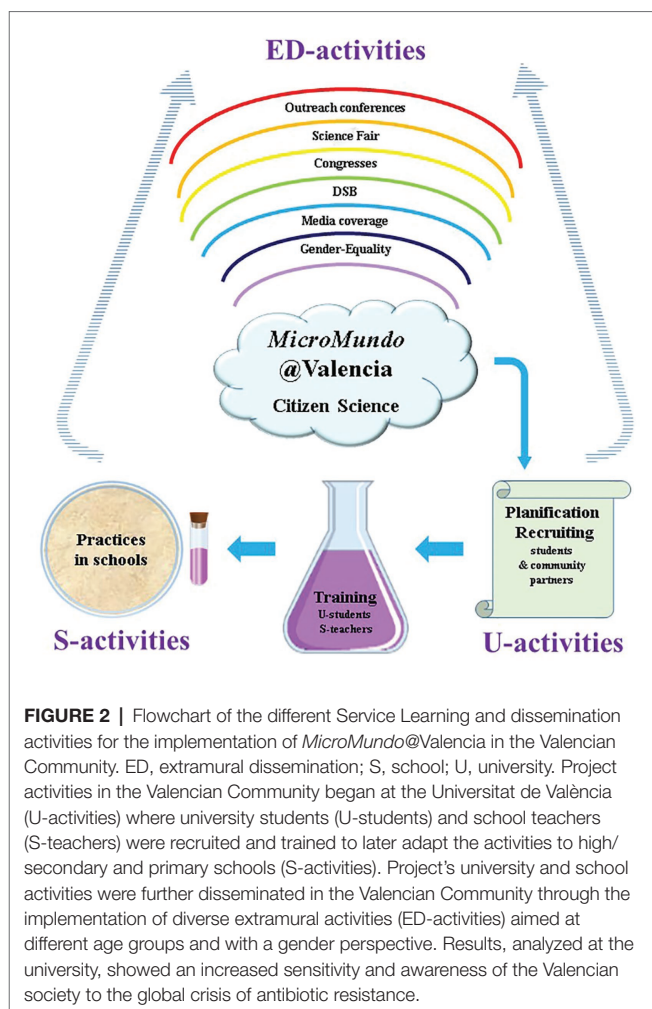 ED-activities
Outreach conferences
Science Fair
Congresses
DSB
Media coverage
Gender-Equality
MicroMundo
@Valencia
Citizen Science
Practices
in schools
S-activities
Training
U-students
S-teachers
Planification
Recruiting
students
& community
partners
U-activities
FIGURE 2 | Flowchart of the different Service Learning and dissemination
activities for the implementation of MicroMundo@Valencia in the Valencian
Community. ED, extramural dissemination; S, school; U, university. Project
activities in the Valencian Community began at the Universitat de València
(U-activities) where university students (U-students) and school teachers
(S-teachers) were recruited and trained to later adapt the activities to high/
secondary and primary schools (S-activities). Project's university and school
activities were further disseminated in the Valencian Community through the
implementation of diverse extramural activities (ED-activities) aimed at
different age groups and with a gender perspective. Results, analyzed at the
university, showed an increased sensitivity and awareness of the Valencian
society to the global crisis of antibiotic resistance.